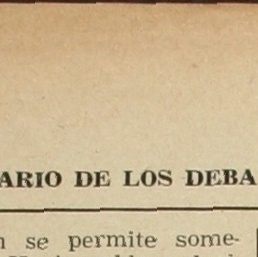 ARIO DE LOS DEBA
n se permite some-